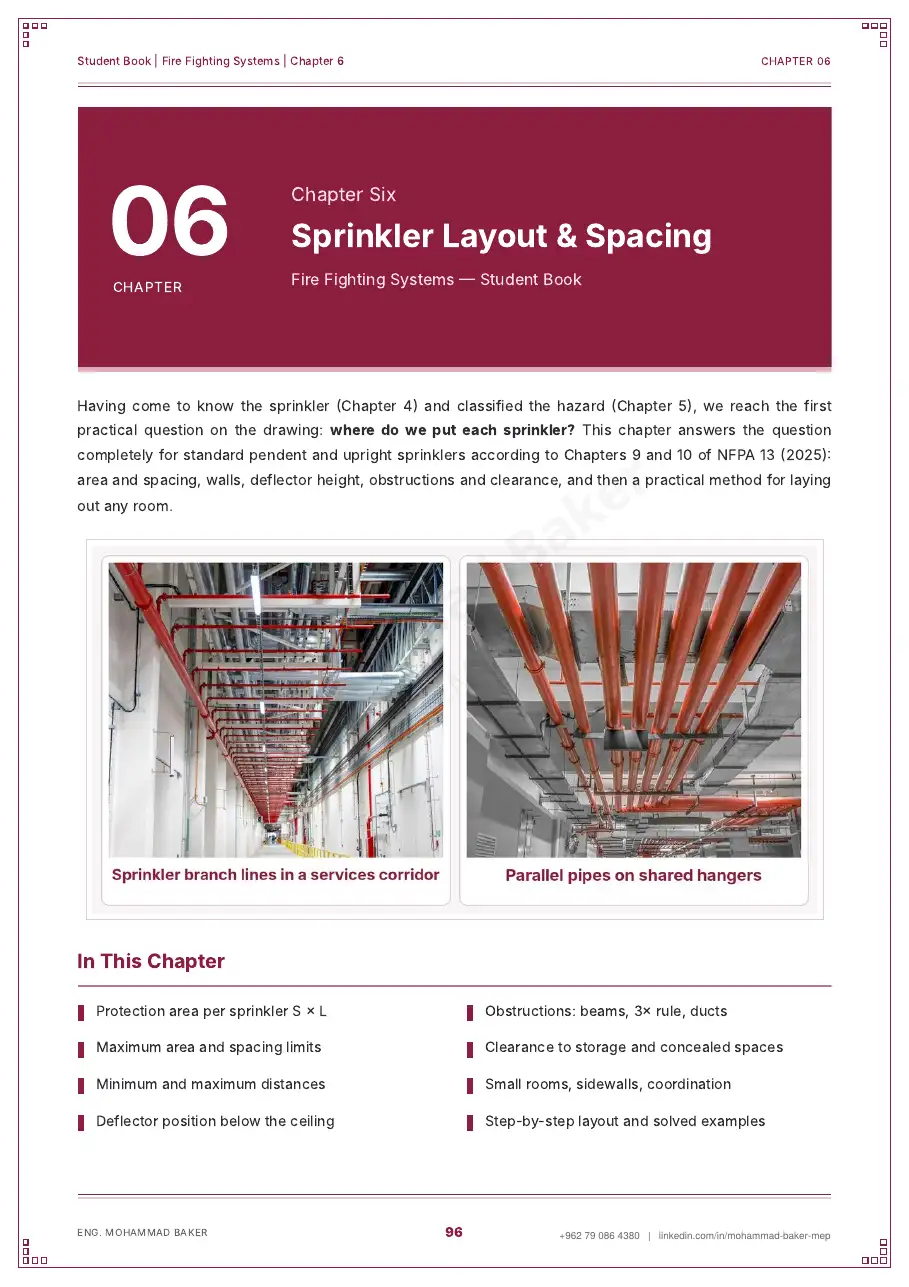 Student Book | Fire Fighting Systems | Chapter 6
CHAPTER 06
06
CHAPTER
Chapter Six
Sprinkler Layout & Spacing
Fire Fighting Systems — Student Book
Having come to know the sprinkler (Chapter 4) and classified the hazard (Chapter 5), we reach the first
practical question on the drawing: where do we put each sprinkler? This chapter answers the question
completely for standard pendent and upright sprinklers according to Chapters 9 and 10 of NFPA 13 (2025):
area and spacing, walls, deflector height, obstructions and clearance, and then a practical method for laying
out any room.
Baker
Sprinkler branch lines in a services corridor
Parallel pipes on shared hangers
In This Chapter
Protection area per sprinkler S × L
Maximum area and spacing limits
Minimum and maximum distances
Deflector position below the ceiling
Obstructions: beams, 3× rule, ducts
Clearance to storage and concealed spaces
Small rooms, sidewalls, coordination
Step-by-step layout and solved examples
ENG. MOHAMMAD BAKER
96
+962 79 086 4380 | linkedin.com/in/mohammad-baker-mep